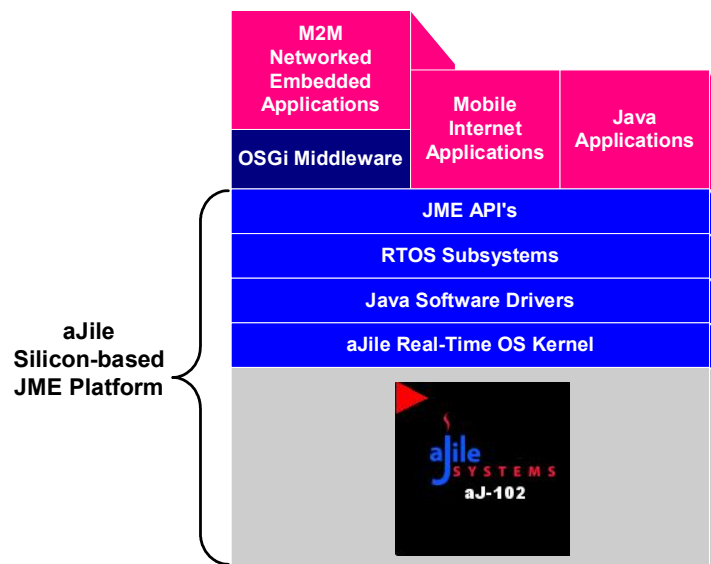 M2M
Networked
Embedded
Applications
OSGi Middleware
Mobile
Internet
Applications
Java
Applications
JME API's
RTOS Subsystems
Java Software Drivers
aJile Real-Time OS Kernel
aJile
Silicon-based
JME Platform
aJile
SYSTEMS
aJ-102